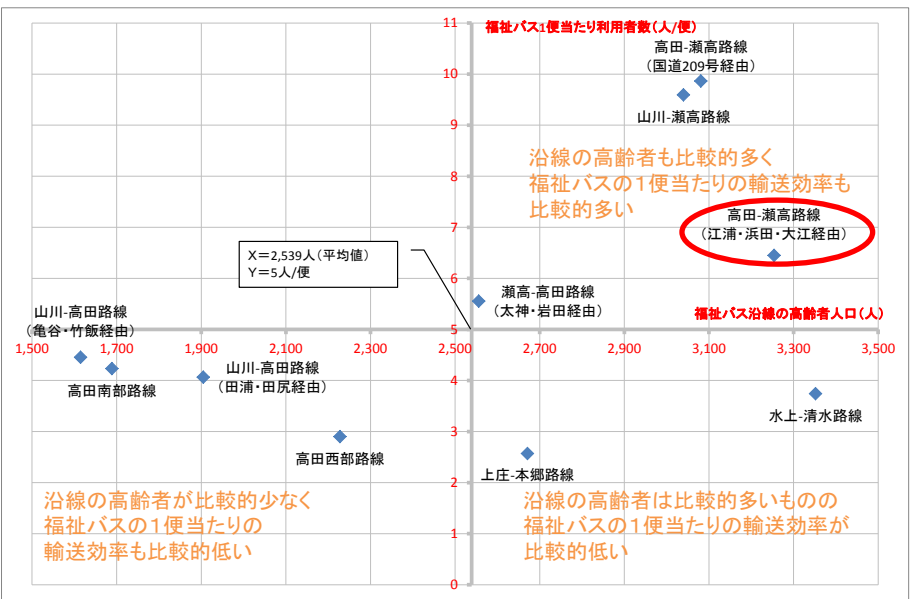 11
福祉バス1便当たり利用者数(人/便)
高田-瀬高路線
(国道209号経由)
10
山川-瀬高路線
9
沿線の高齢者も比較的多く
福祉バスの1便当たりの輸送効率も
比較的多い
8
高田-瀬高路線
(江浦・浜田・大江経由)
7
X=2,539人(平均値)
Y=5人/便
6
瀬高-高田路線
(太神・岩田経由)
山川-高田路線
(亀谷・竹飯経由)
5
福祉バス沿線の高齢者人口(人)
1,500
1,700
1,900
2,100
2,300
2,500
2,700
2,900
3,100
3,300
3,500
山川-高田路線
(田浦・田尻経由)
高田南部路線
4
水上-清水路線
3
高田西部路線
上庄-本郷路線
2
沿線の高齢者が比較的少なく
福祉バスの1便当たりの
輸送効率も比較的低い
沿線の高齢者は比較的多いものの
福祉バスの1便当たりの輸送効率が
比較的低い
1
0